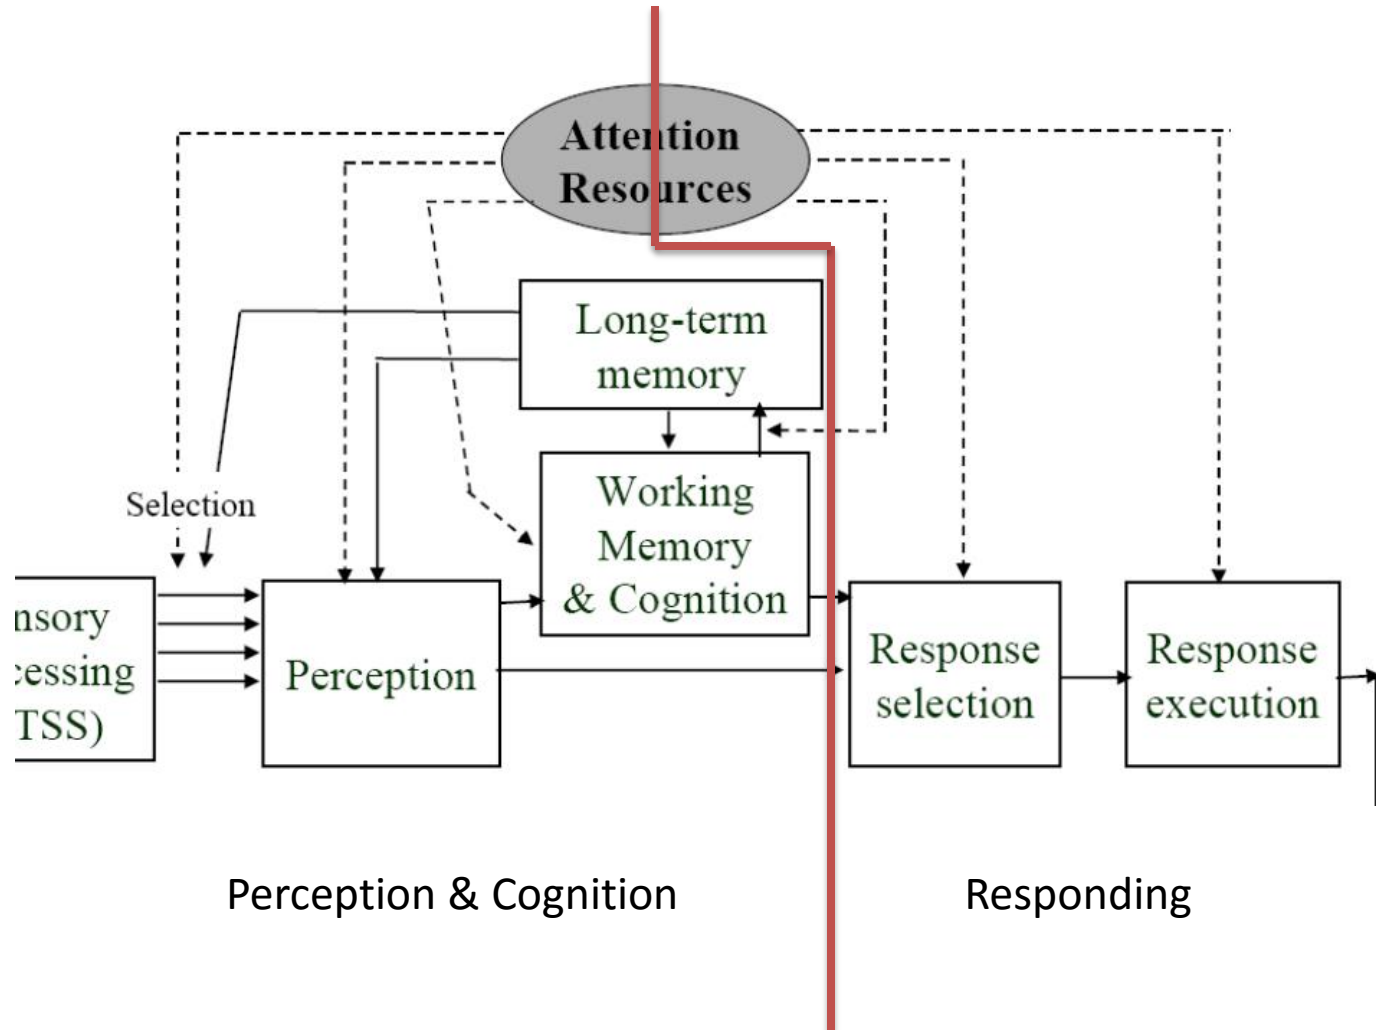 Attention
Resources
Long-term
memory
Selection
Working
Memory
& Cognition
nsory
cessing
TSS)
Perception
Response
selection
Response
execution
Perception & Cognition
Responding